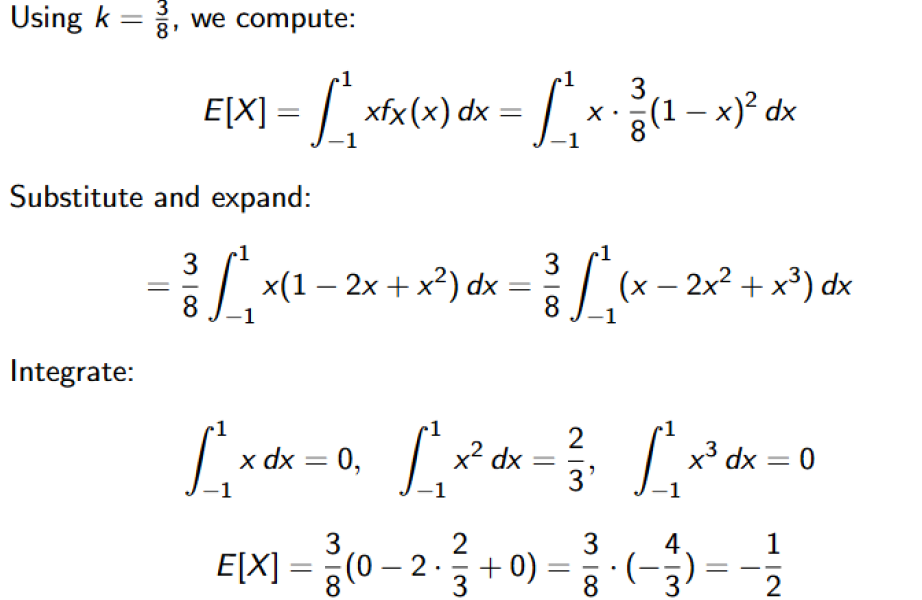 Using $k = \frac{3}{8}$, we compute:
$E[X] = \int_{-1}^{1} x f_X(x)\, dx = \int_{-1}^{1} x \cdot \frac{3}{8}(1 - x)^2\, dx$
Substitute and expand:
$= \frac{3}{8} \int_{-1}^{1} x(1 - 2x + x^2)\, dx = \frac{3}{8} \int_{-1}^{1} (x - 2x^2 + x^3)\, dx$
Integrate:
$\int_{-1}^{1} x\, dx = 0, \quad \int_{-1}^{1} x^2\, dx = \frac{2}{3}, \quad \int_{-1}^{1} x^3\, dx = 0$
$E[X] = \frac{3}{8}(0 - 2 \cdot \frac{2}{3} + 0) = \frac{3}{8} \cdot (-\frac{4}{3}) = -\frac{1}{2}$